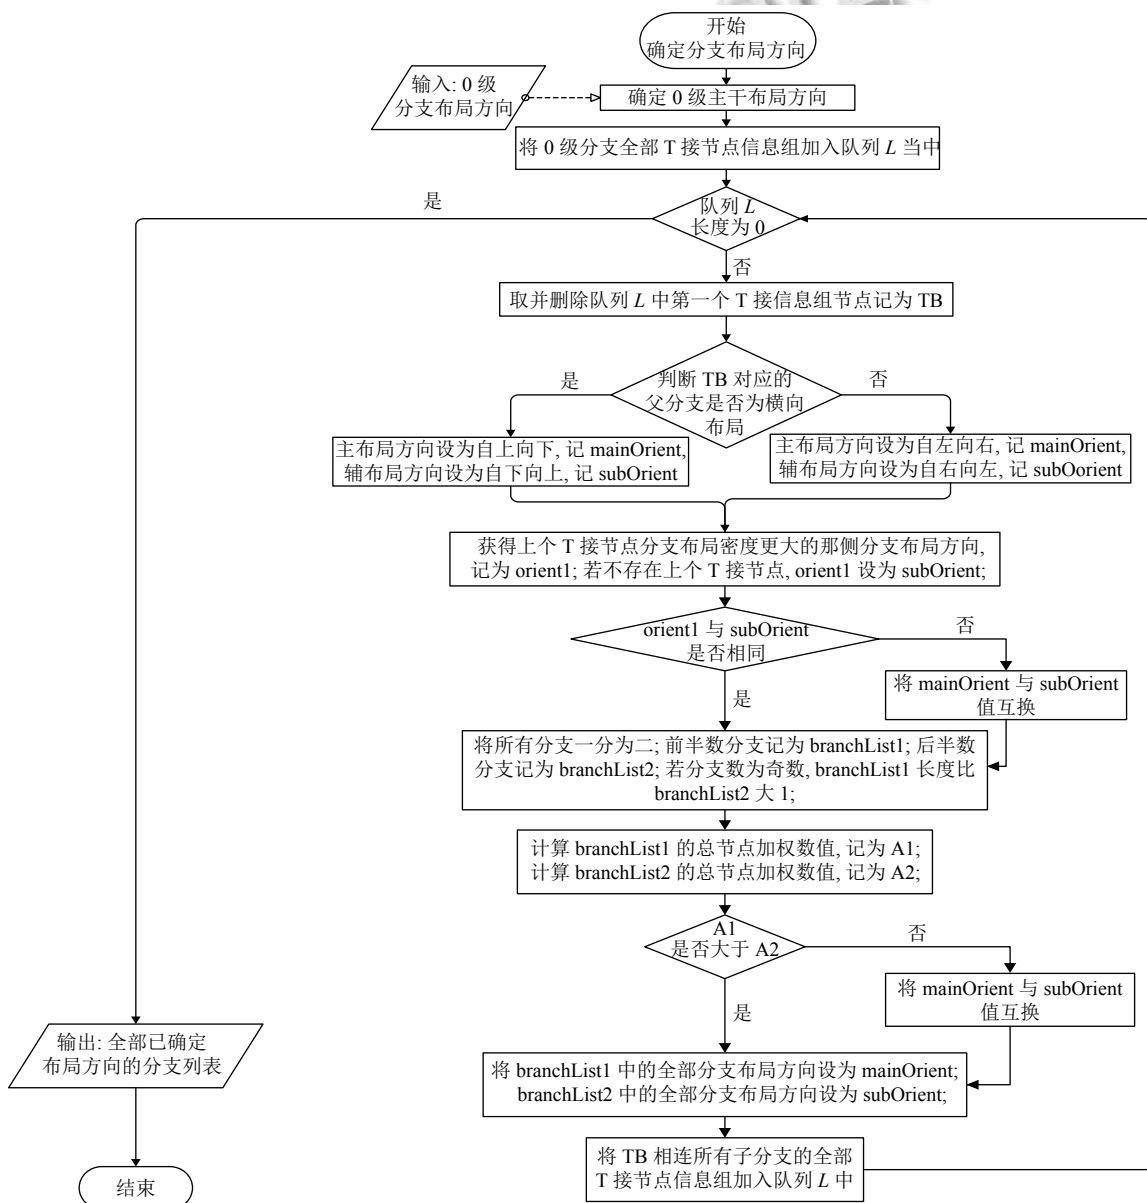 开始
确定分支布局方向
输入: 0 级
分支布局方向
确定 0 级主干布局方向
将 0 级分支全部 T 接节点信息组加入队列 L 当中
是
队列 L
长度为 0
否
取并删除队列 L 中第一个 T 接信息组节点记为 TB
是
判断 TB 对应的
父分支是否为横向
布局
否
主布局方向设为自上向下, 记 mainOrient,
辅布局方向设为自下向上, 记 subOrient
主布局方向设为自左向右, 记 mainOrient,
辅布局方向设为自右向左, 记 subOorient
获得上个 T 接节点分支布局密度更大的那侧分支布局方向,
记为 orient1; 若不存在上个 T 接节点, orient1 设为 subOrient;
orient1 与 subOrient
是否相同
否
将 mainOrient 与 subOrient
值互换
是
将所有分支一分为二; 前半数分支记为 branchList1; 后半数
分支记为 branchList2; 若分支数为奇数, branchList1 长度比
branchList2 大 1;
计算 branchList1 的总节点加权数值, 记为 A1;
计算 branchList2 的总节点加权数值, 记为 A2;
A1
是否大于 A2
否
将 mainOrient 与 subOrient
值互换
是
输出: 全部已确定
布局方向的分支列表
将 branchList1 中的全部分支布局方向设为 mainOrient;
branchList2 中的全部分支布局方向设为 subOrient;
将 TB 相连所有子分支的全部
T 接节点信息组加入队列 L 中
结束